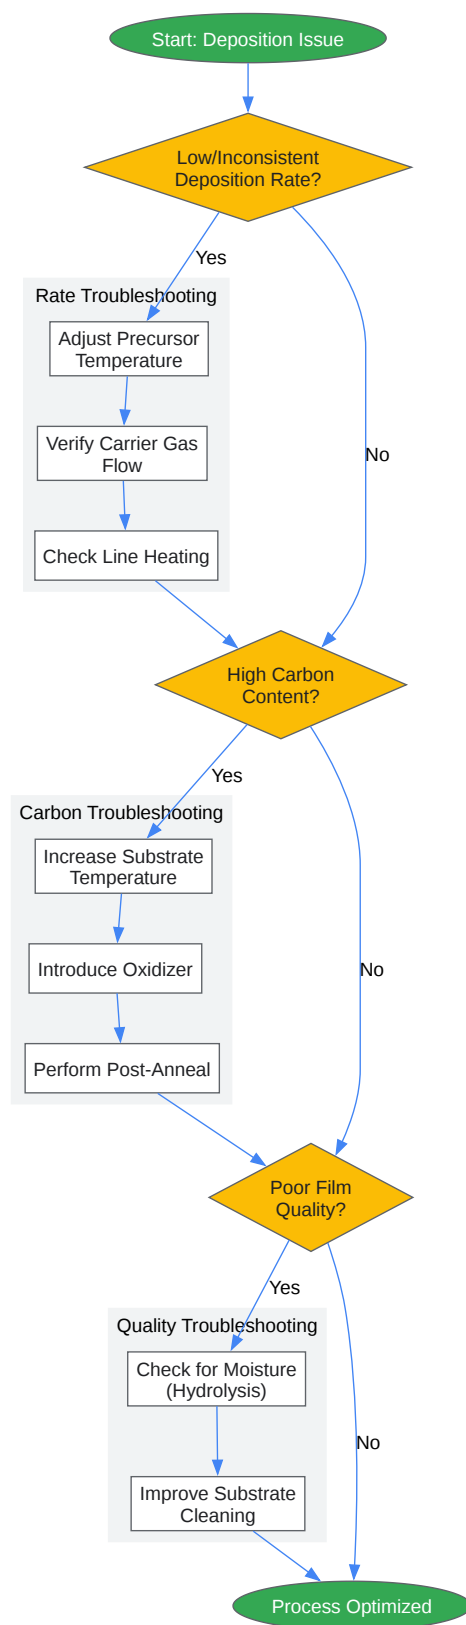 Start: Deposition Issue
Low/Inconsistent
Deposition Rate?
Yes
Rate Troubleshooting
Adjust Precursor
Temperature
Verify Carrier Gas
Flow
No
Check Line Heating
High Carbon
Content?
Yes
Carbon Troubleshooting
Increase Substrate
Temperature
Introduce Oxidizer
No
Perform Post-Anneal
Poor Film
Quality?
Yes
Quality Troubleshooting
Check for Moisture
(Hydrolysis)
No
Improve Substrate
Cleaning
Process Optimized